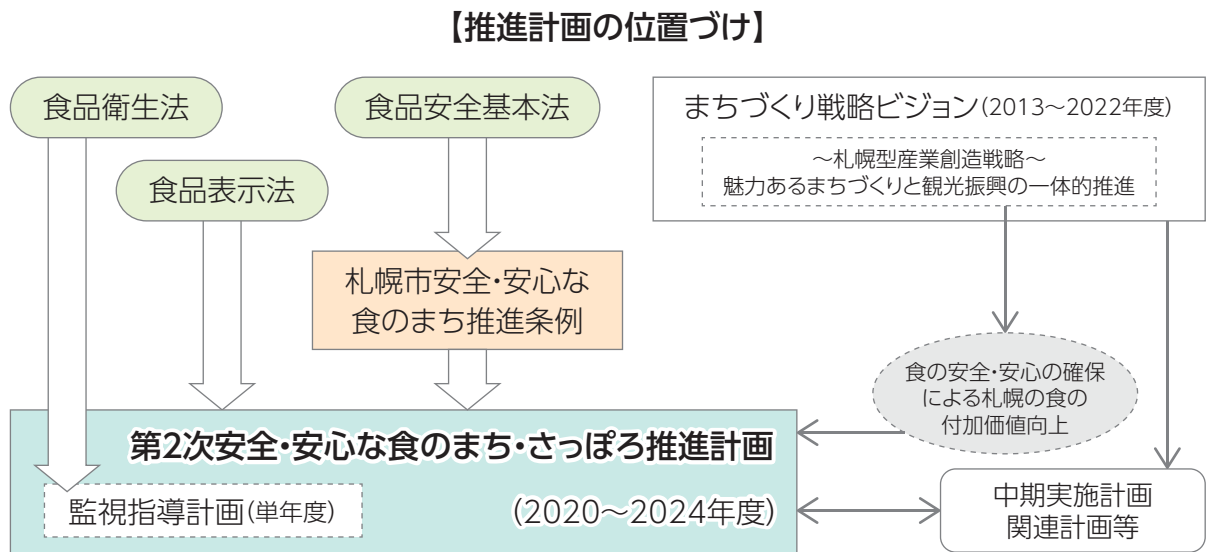 【推進計画の位置づけ】
食品衛生法
食品安全基本法
食品表示法
まちづくり戦略ビジョン(2013～2022年度)
～札幌型産業創造戦略～
魅力あるまちづくりと観光振興の一体的推進
札幌市安全・安心な
食のまち推進条例
食の安全・安心の確保
による札幌の食の
付加価値向上
第2次安全・安心な食のまち・さっぽろ推進計画
(2020～2024年度)
監視指導計画(単年度)
中期実施計画
関連計画等